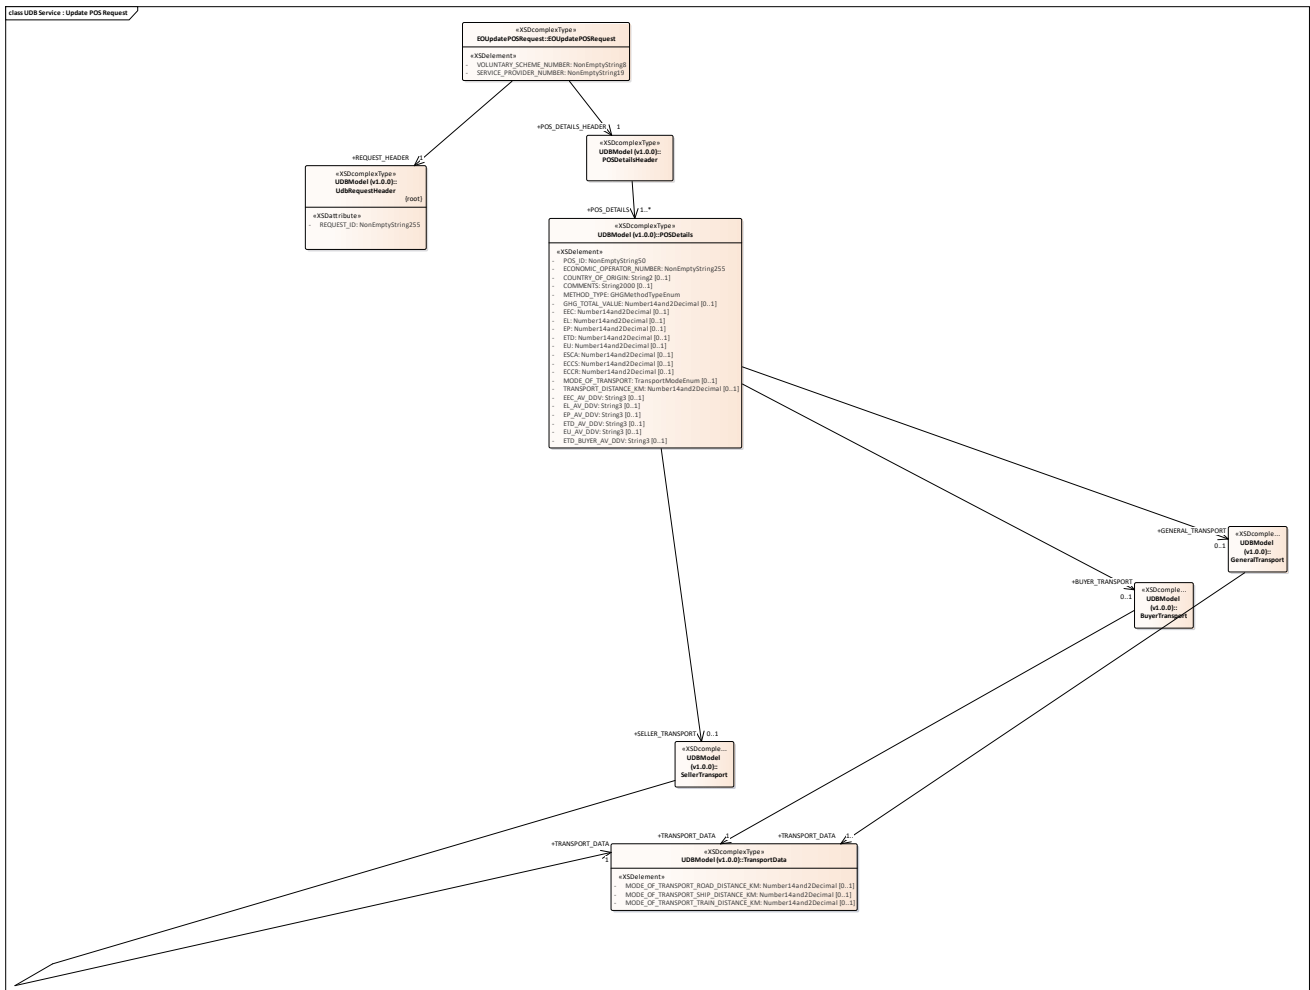 class UDB Service : Update POS Request
«XSDcomplexType»
EOUpdatePOSRequest::EOUpdatePOSRequest
«XSDelement»
- VOLUNTARY_SCHEME_NUMBER: NonEmptyString8
- SERVICE_PROVIDER_NUMBER: NonEmptyString19
+POS_DETAILS_HEADER 1
«XSDcomplexType»
UDBModel (v1.0.0)::
POSDetailsHeader
+REQUEST_HEADER 1
«XSDcomplexType»
UDBModel (v1.0.0)::
UdbRequestHeader
{root}
«XSDattribute»
- REQUEST_ID: NonEmptyString255
+POS_DETAILS 1..*
«XSDcomplexType»
UDBModel (v1.0.0)::POSDetails
«XSDelement»
- POS_ID: NonEmptyString50
- ECONOMIC_OPERATOR_NUMBER: NonEmptyString255
- COUNTRY_OF_ORIGIN: String2 [0..1]
- COMMENTS: String2000 [0..1]
- METHOD_TYPE: GHGMethodTypeEnum
- GHG_TOTAL_VALUE: Number14and2Decimal [0..1]
- EEC: Number14and2Decimal [0..1]
- EL: Number14and2Decimal [0..1]
- EP: Number14and2Decimal [0..1]
- ETD: Number14and2Decimal [0..1]
- EU: Number14and2Decimal [0..1]
- ESCA: Number14and2Decimal [0..1]
- ECCS: Number14and2Decimal [0..1]
- ECCR: Number14and2Decimal [0..1]
- MODE_OF_TRANSPORT: TransportModeEnum [0..1]
- TRANSPORT_DISTANCE_KM: Number14and2Decimal [0..1]
- EEC_AV_DDV: String3 [0..1]
- EL_AV_DDV: String3 [0..1]
- EP_AV_DDV: String3 [0..1]
- ETD_AV_DDV: String3 [0..1]
- EU_AV_DDV: String3 [0..1]
- ETD_BUYER_AV_DDV: String3 [0..1]
+GENERAL_TRANSPORT
0..1
«XSDcomple...
UDBModel
(v1.0.0)::
GeneralTransport
+BUYER_TRANSPORT
0..1
«XSDcomple...
UDBModel
(v1.0.0)::
BuyerTransport
+SELLER_TRANSPORT 0..1
«XSDcomple...
UDBModel
(v1.0.0)::
SellerTransport
+TRANSPORT_DATA 1
+TRANSPORT_DATA 1..
+TRANSPORT_DATA
1
«XSDcomplexType»
UDBModel (v1.0.0)::TransportData
«XSDelement»
- MODE_OF_TRANSPORT_ROAD_DISTANCE_KM: Number14and2Decimal [0..1]
- MODE_OF_TRANSPORT_SHIP_DISTANCE_KM: Number14and2Decimal [0..1]
- MODE_OF_TRANSPORT_TRAIN_DISTANCE_KM: Number14and2Decimal [0..1]